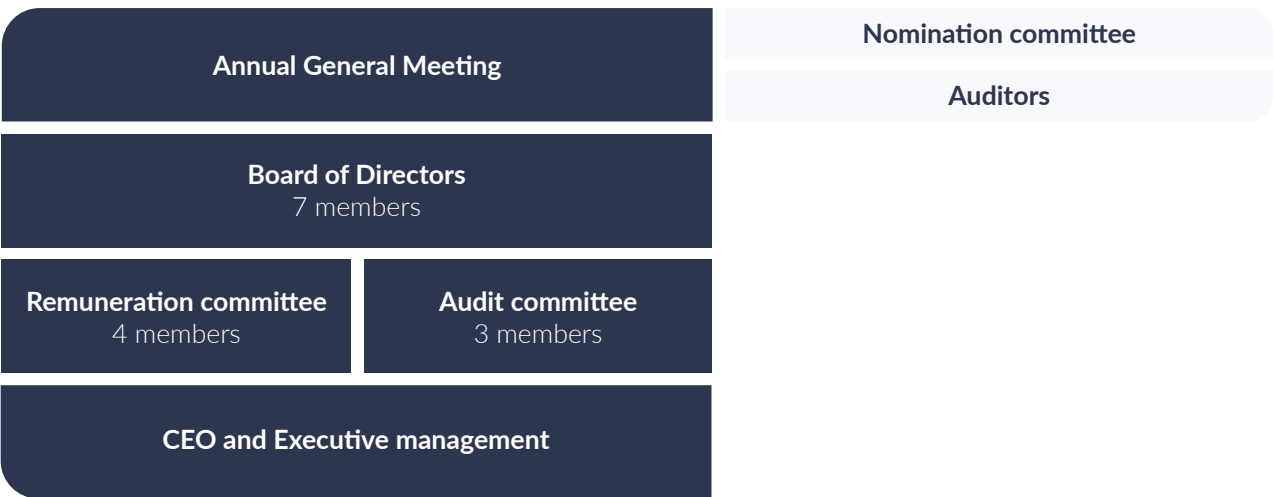 Annual General Meeting
Nomination committee
Auditors
Board of Directors
7 members
Remuneration committee
4 members
Audit committee
3 members
CEO and Executive management